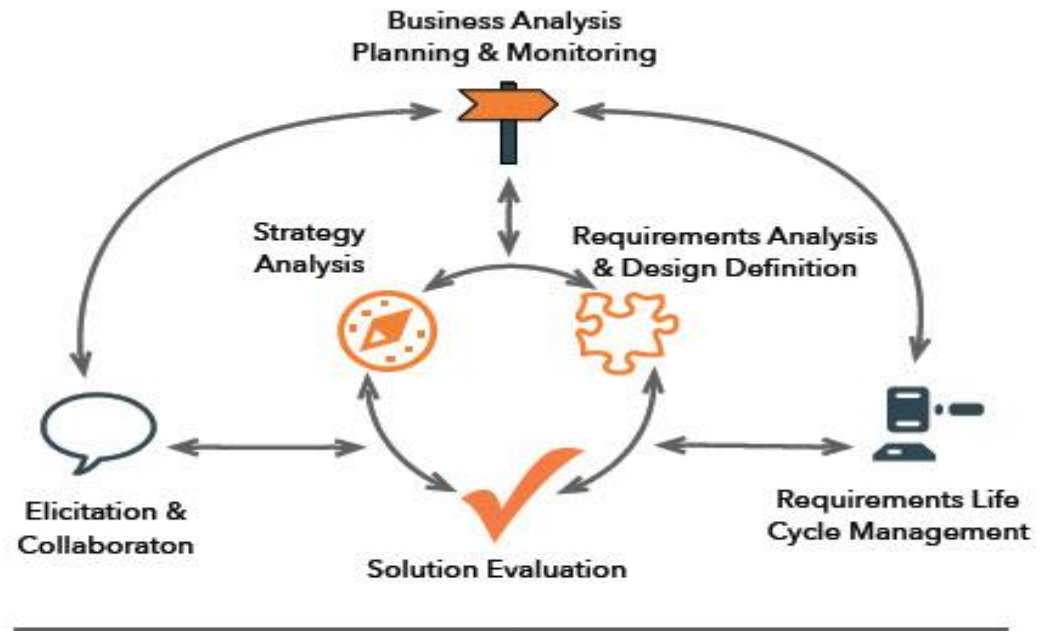 Business Analysis
Planning & Monitoring
Strategy
Analysis
Requirements Analysis
& Design Definition
Elicitation &
Collaboraton
Requirements Life
Cycle Management
Solution Evaluation